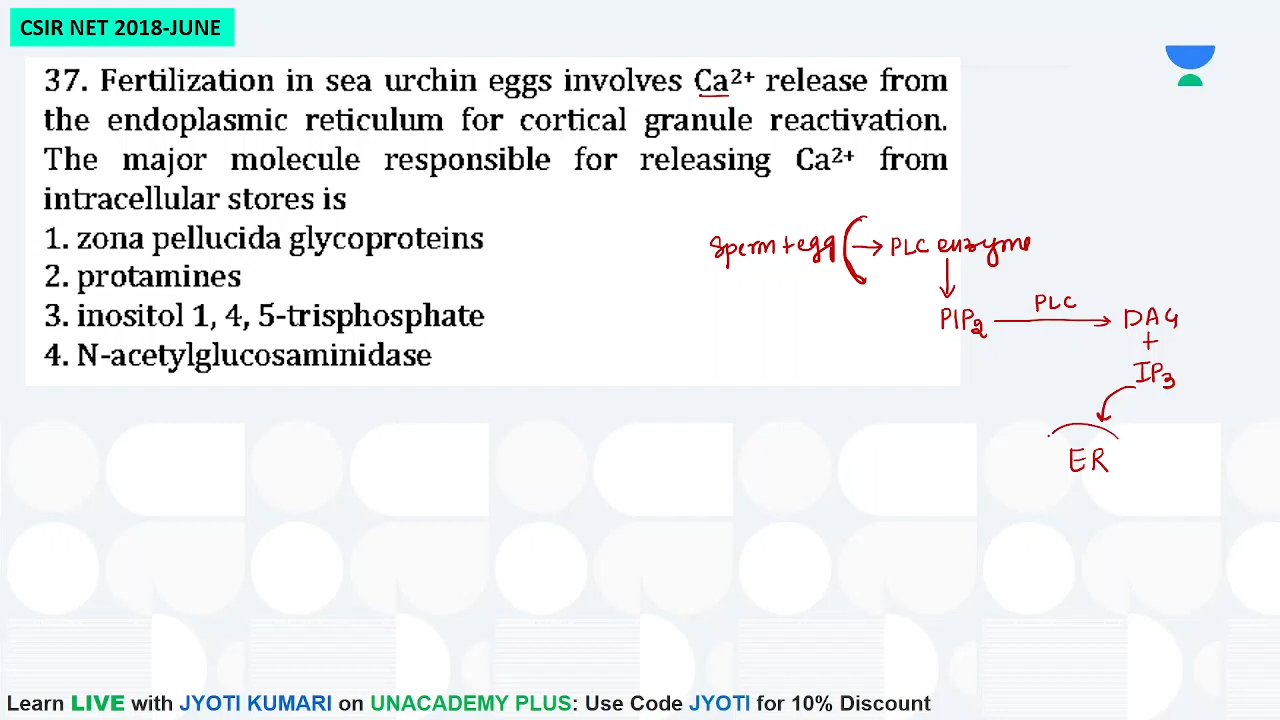 CSIR NET 2018-JUNE
37. Fertilization in sea urchin eggs involves Ca²⁺ release from
the endoplasmic reticulum for cortical granule reactivation.
The major molecule responsible for releasing Ca²⁺ from
intracellular stores is
1. zona pellucida glycoproteins
2. protamines
3. inositol 1, 4, 5-trisphosphate
4. N-acetylglucosaminidase
Sperm + egg → PLC enzyme
PLC
PIP2 → DAG
+
IP3
ER
Learn LIVE with JYOTI KUMARI on UNACADEMY PLUS: Use Code JYOTI for 10% Discount